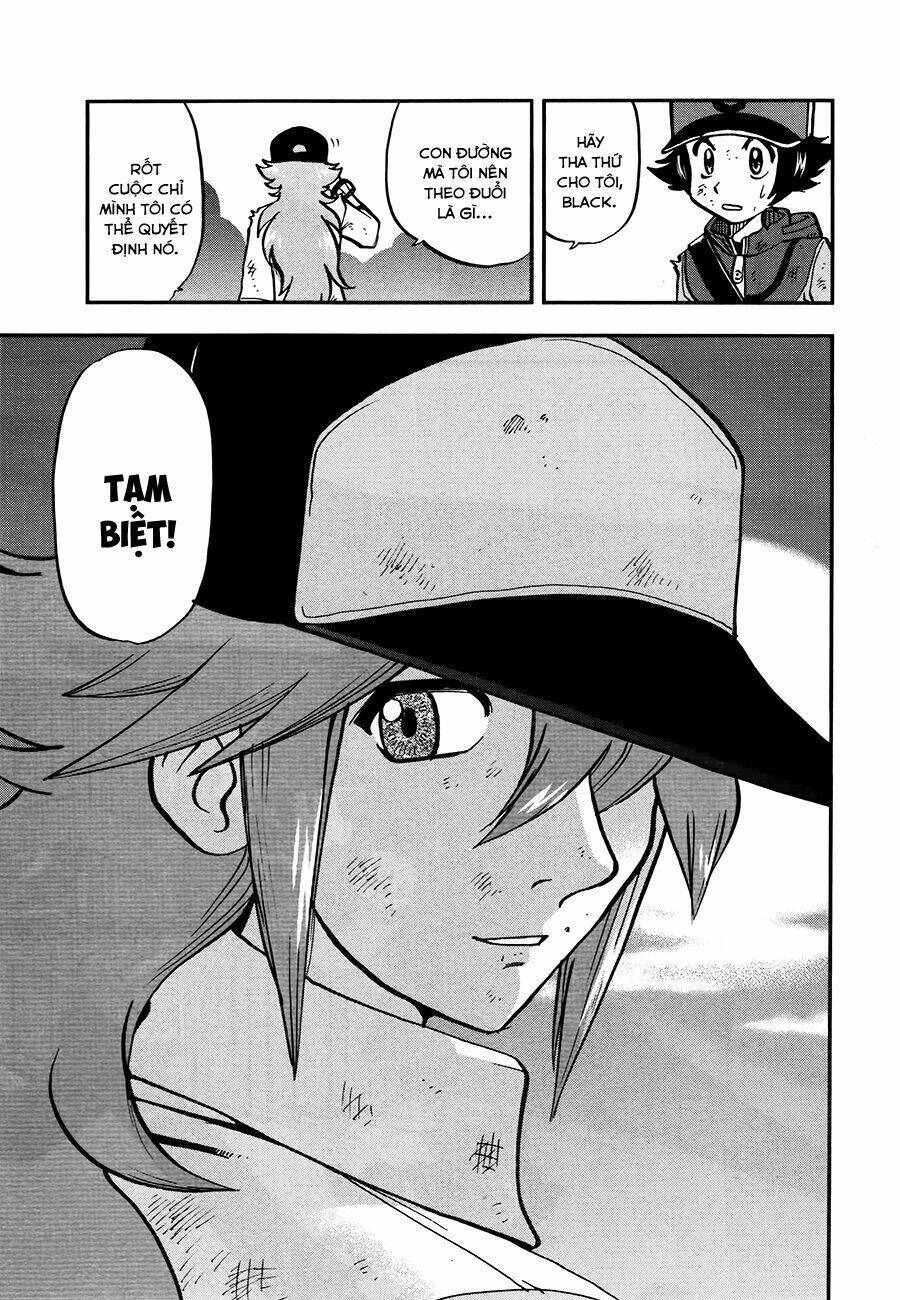 HÃY
THA THỨ
CHO TÔI,
BLACK.
CON ĐƯỜNG
MÀ TÔI NÊN
THEO ĐUỔI
LÀ GÌ...
RỐT
CUỘC CHỈ
MÌNH TÔI CÓ
THỂ QUYẾT
ĐỊNH NÓ.
TẠM
BIỆT!